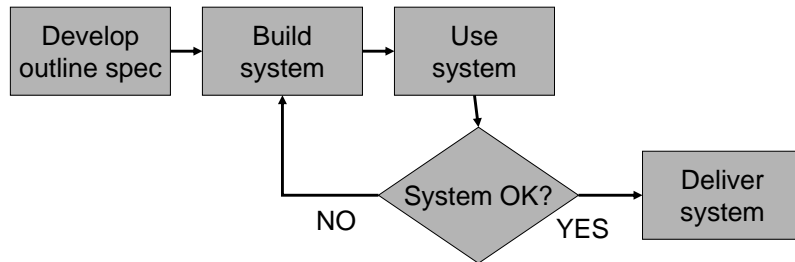 Develop
outline spec
Build
system
Use
system
System OK?
NO
YES
Deliver
system